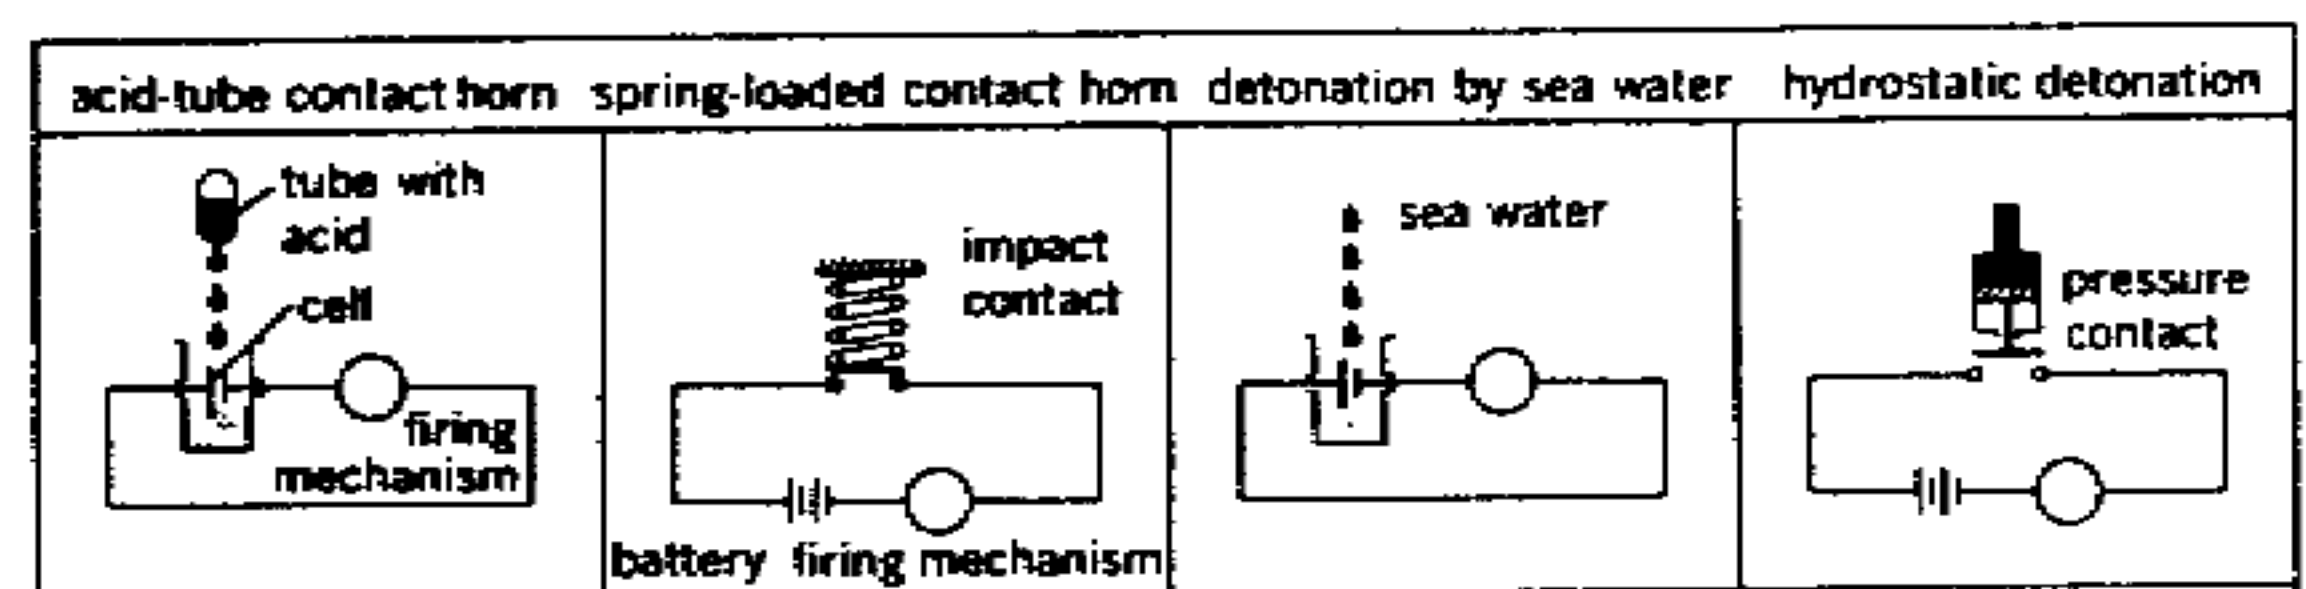 acid-tube contact horn spring-loaded contact horn detonation by sea water hydrostatic detonation
tube with
acid
cell
firing
mechanism
impact
contact
battery firing mechanism
sea water
pressure
contact